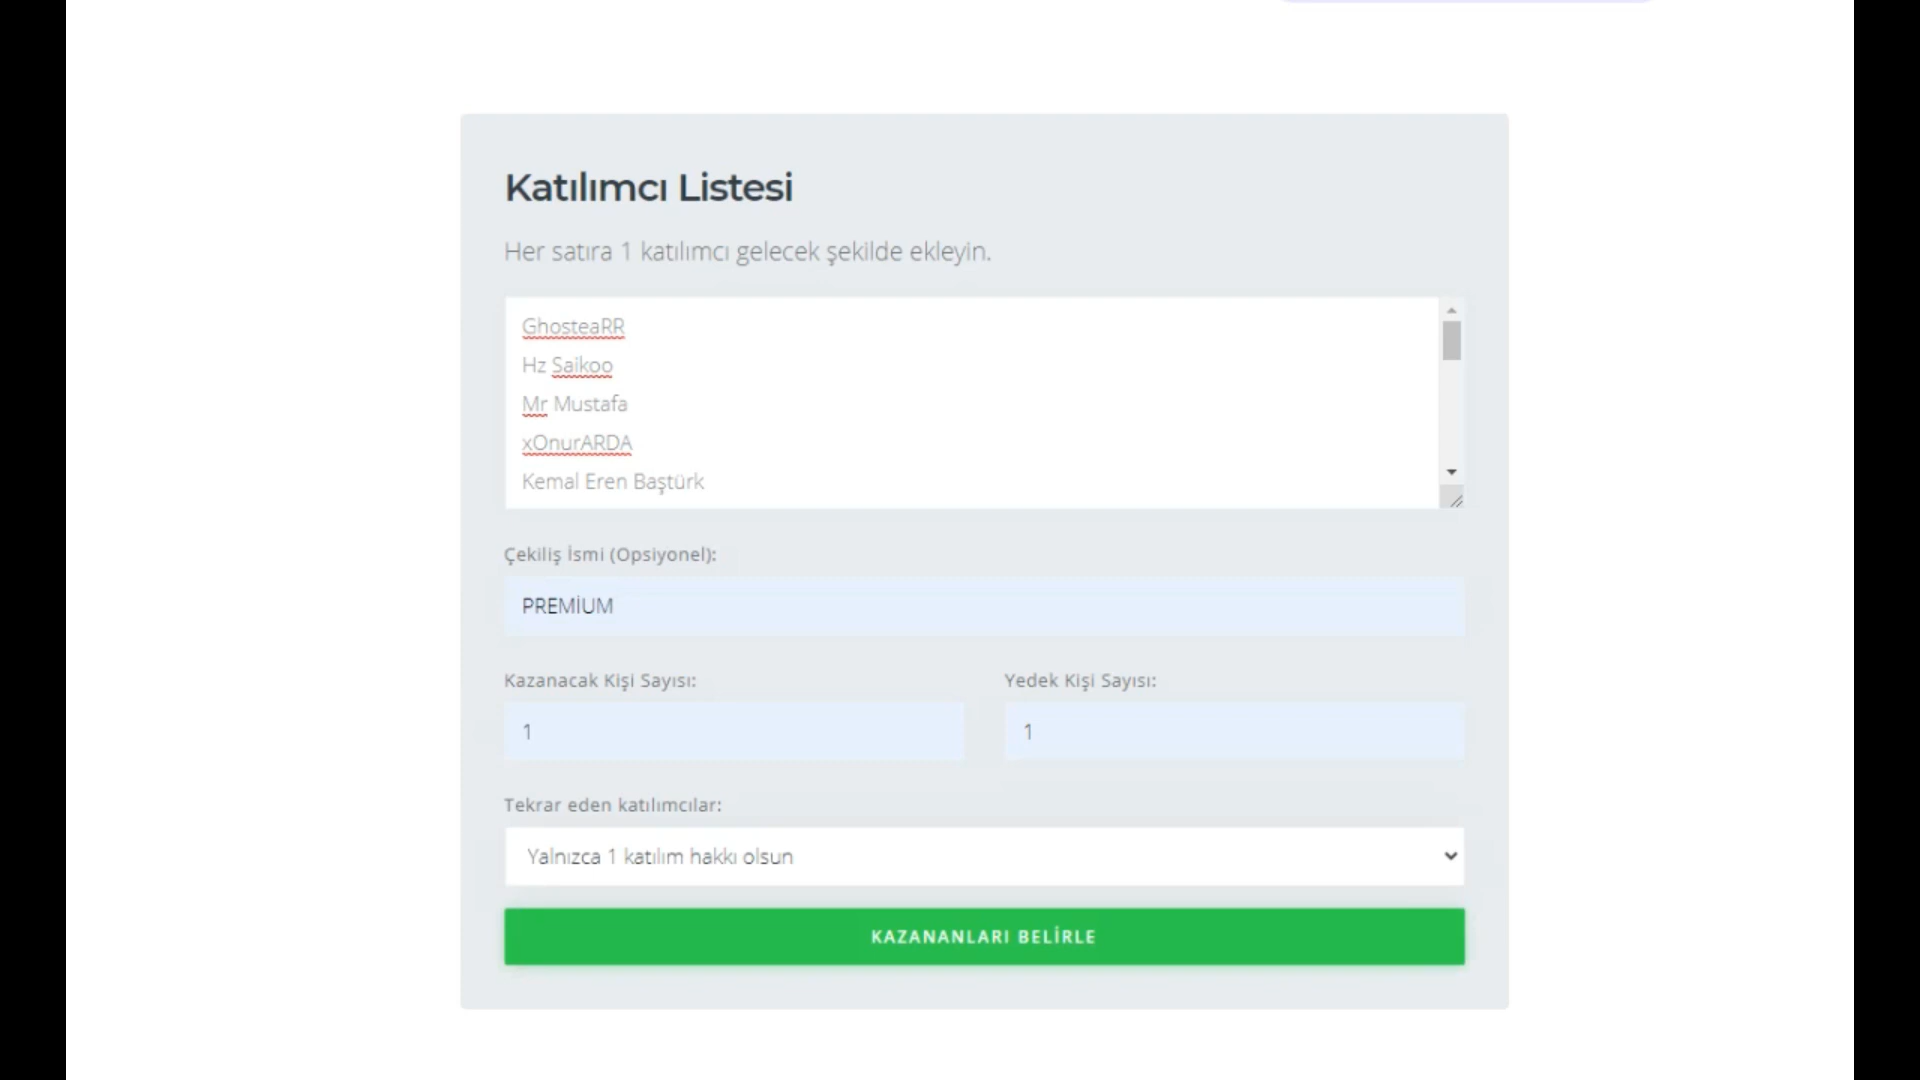 Katılımcı Listesi
Her satıra 1 katılımcı gelecek şekilde ekleyin.
GhosteaRR
Hz Saikoo
Mr Mustafa
xOnurARDA
Kemal Eren Baştürk
Çekiliş İsmi (Opsiyonel):
PREMİUM
Kazanacak Kişi Sayısı:
Yedek Kişi Sayısı:
1
1
Tekrar eden katılımcılar:
Yalnızca 1 katılım hakkı olsun
KAZANANLARI BELİRLE